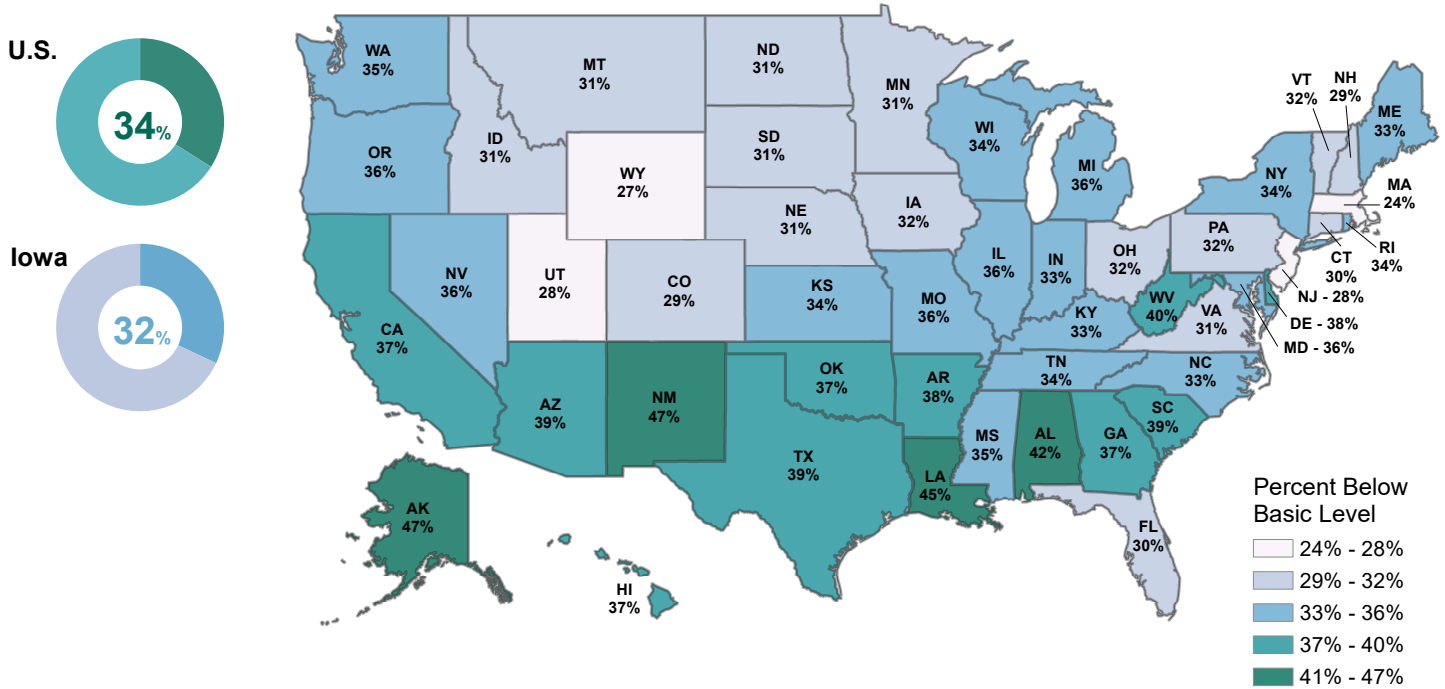 U.S.
34%
Iowa
32%
WA
35%
MT
31%
ND
31%
MN
31%
VT
32%
NH
29%
ME
33%
OR
36%
ID
31%
SD
31%
WI
34%
MI
36%
NY
34%
MA
24%
WY
27%
NE
31%
IA
32%
IL
36%
IN
33%
OH
32%
PA
32%
CT
30%
RI
34%
NJ - 28%
DE - 38%
MD - 36%
NV
36%
UT
28%
CO
29%
KS
34%
MO
36%
KY
33%
WV
40%
VA
31%
CA
37%
AZ
39%
NM
47%
OK
37%
AR
38%
TN
34%
NC
33%
SC
39%
TX
39%
LA
45%
MS
35%
AL
42%
GA
37%
FL
30%
AK
47%
HI
37%
Percent Below
Basic Level
24% - 28%
29% - 32%
33% - 36%
37% - 40%
41% - 47%